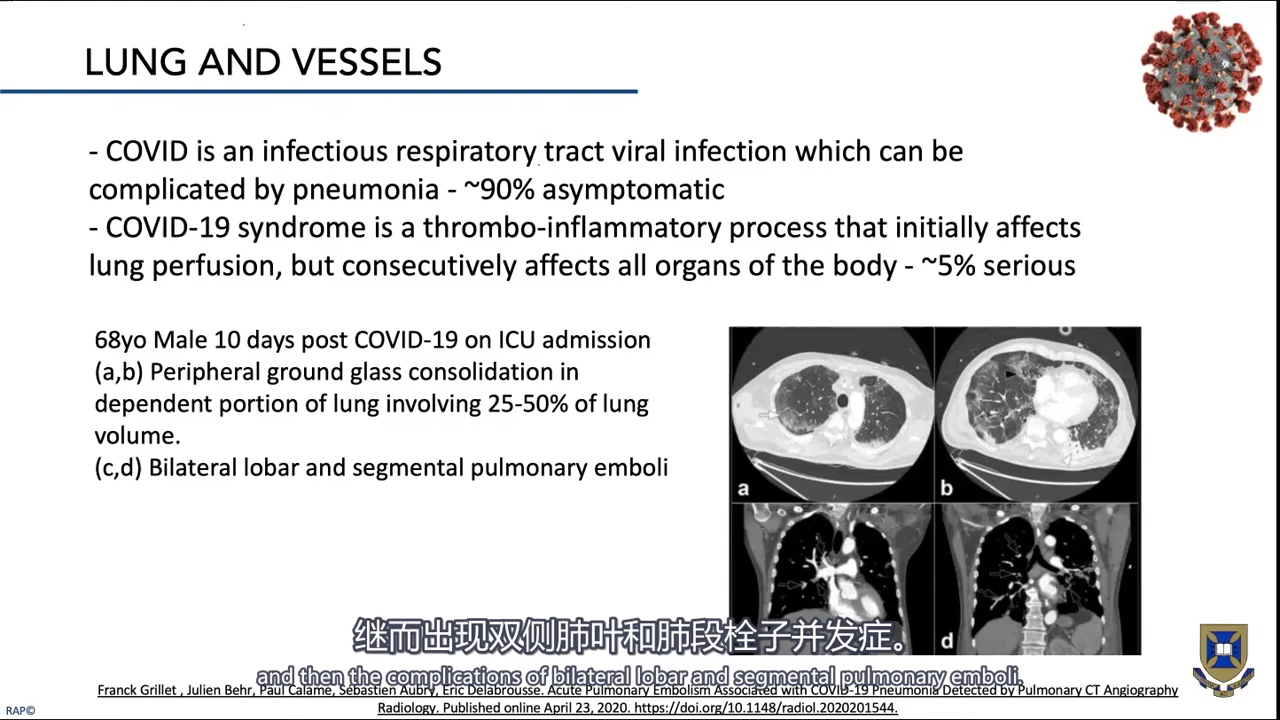 LUNG AND VESSELS
- COVID is an infectious respiratory tract viral infection which can be
complicated by pneumonia - ~90% asymptomatic
- COVID-19 syndrome is a thrombo-inflammatory process that initially affects
lung perfusion, but consecutively affects all organs of the body - ~5% serious
68yo Male 10 days post COVID-19 on ICU admission
(a,b) Peripheral ground glass consolidation in
dependent portion of lung involving 25-50% of lung
volume.
(c,d) Bilateral lobar and segmental pulmonary emboli
a
b
d
继而出现双侧肺叶和肺段栓子并发症。
and then the complications of bilateral lobar and segmental pulmonary emboli.
Franck Grillet , Julien Behr, Paul Calame, Sébastien Aubry, Eric Delabrousse. Acute Pulmonary Embolism Associated with COVID-19 Pneumonia Detected by Pulmonary CT Angiography
Radiology. Published online April 23, 2020. https://doi.org/10.1148/radiol.2020201544.
RAP©